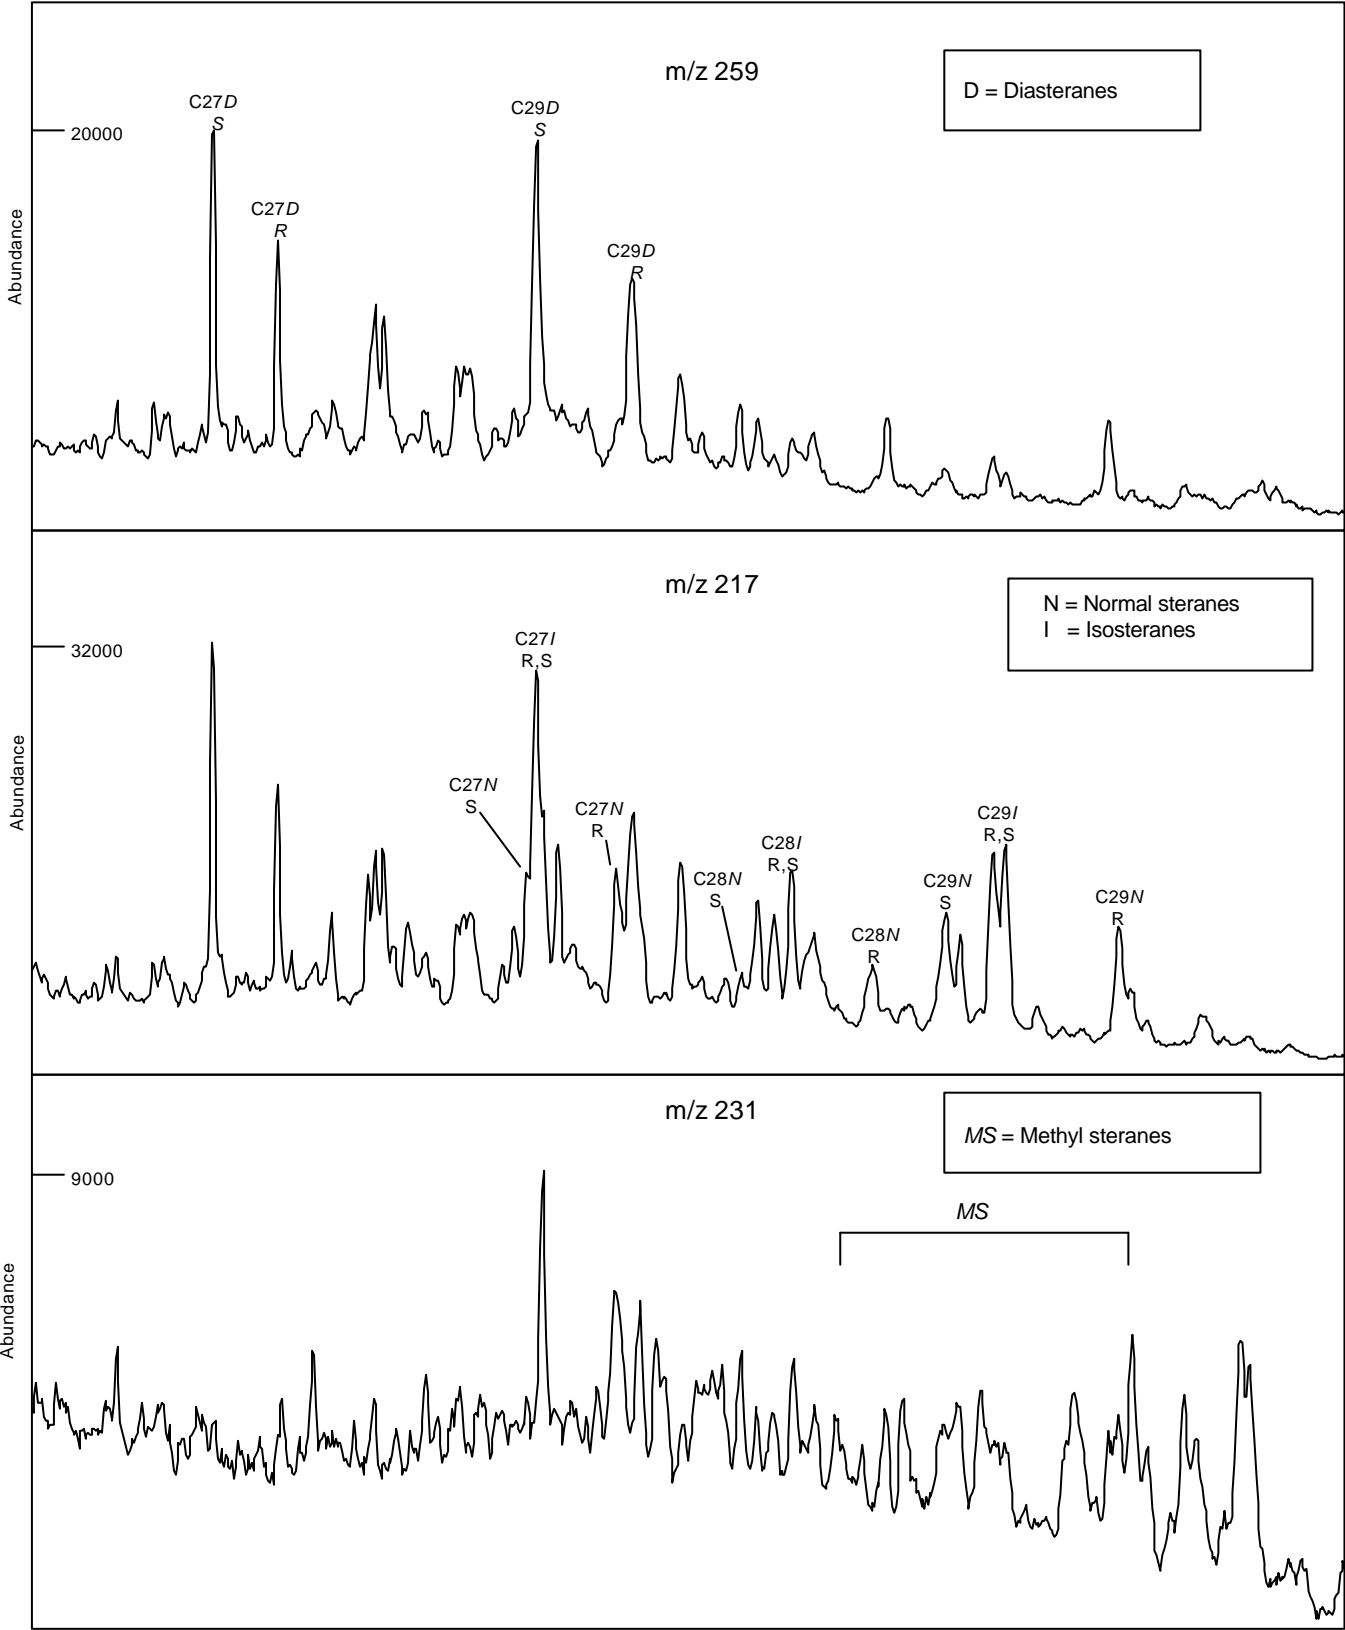 m/z 259
D = Diasteranes
20000
Abundance
C27D
S
C27D
R
C29D
S
C29D
R
m/z 217
N = Normal steranes
I = Isosteranes
32000
Abundance
C27N
S
C27I
R,S
C27N
R
C28N
S
C28I
R,S
C28N
R
C29N
S
C29I
R,S
C29N
R
m/z 231
MS = Methyl steranes
9000
Abundance
MS